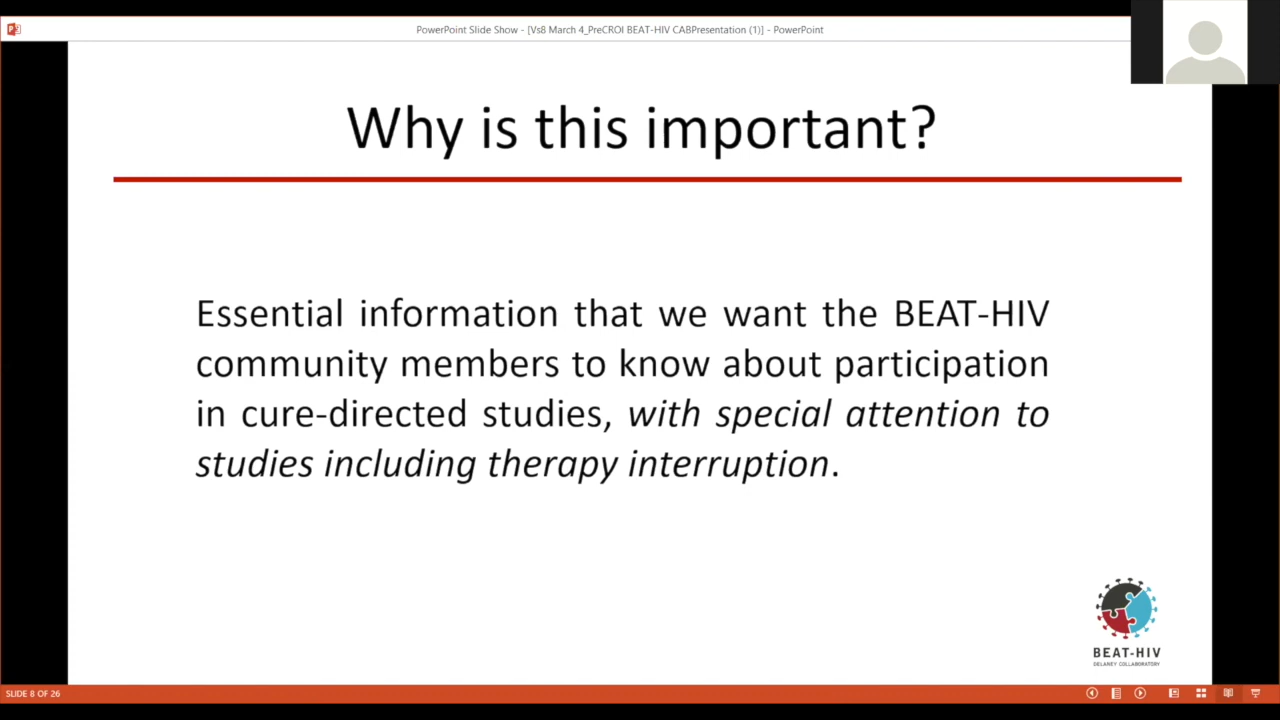 PowerPoint Slide Show - [Vs8 March 4_PreCROI BEAT-HIV CABPresentation (1)] - PowerPoint
Why is this important?
Essential information that we want the BEAT-HIV
community members to know about participation
in cure-directed studies, with special attention to
studies including therapy interruption.
BEAT-HIV
DELANEY COLLABORATORY
SLIDE 8 OF 26